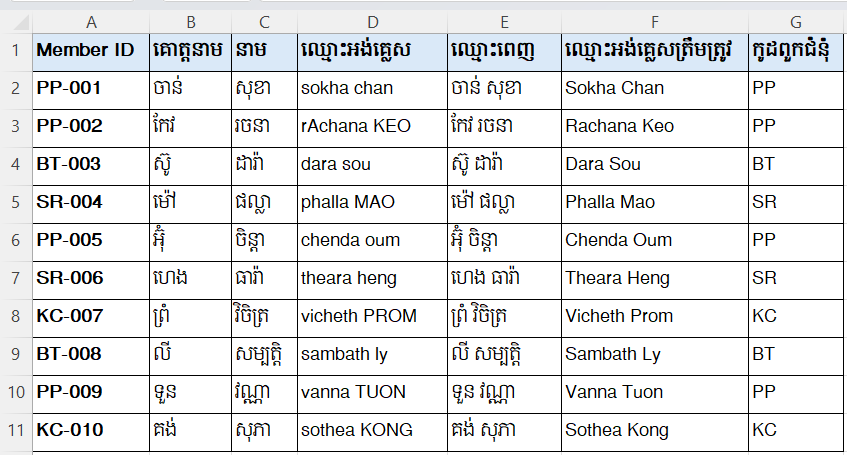 A B C D E F G
1 Member ID គោត្តនាម នាម ឈ្មោះអង់គ្លេស ឈ្មោះពេញ ឈ្មោះអង់គ្លេសត្រឹមត្រូវ កូដពួកជំនុំ
2 PP-001 ចាន់ សុខា sokha chan ចាន់ សុខា Sokha Chan PP
3 PP-002 កែវ រចនា rAchana KEO កែវ រចនា Rachana Keo PP
4 BT-003 ស៊ូ ដារ៉ា dara sou ស៊ូ ដារ៉ា Dara Sou BT
5 SR-004 ម៉ៅ ផល្លា phalla MAO ម៉ៅ ផល្លា Phalla Mao SR
6 PP-005 អ៊ុំ ចិន្តា chenda oum អ៊ុំ ចិន្តា Chenda Oum PP
7 SR-006 ហេង ធារ៉ា theara heng ហេង ធារ៉ា Theara Heng SR
8 KC-007 ព្រំ វិចិត្រ vicheth PROM ព្រំ វិចិត្រ Vicheth Prom KC
9 BT-008 លី សម្បត្តិ sambath ly លី សម្បត្តិ Sambath Ly BT
10 PP-009 ទួន វណ្ណា vanna TUON ទួន វណ្ណា Vanna Tuon PP
11 KC-010 គង់ សុភា sothea KONG គង់ សុភា Sothea Kong KC